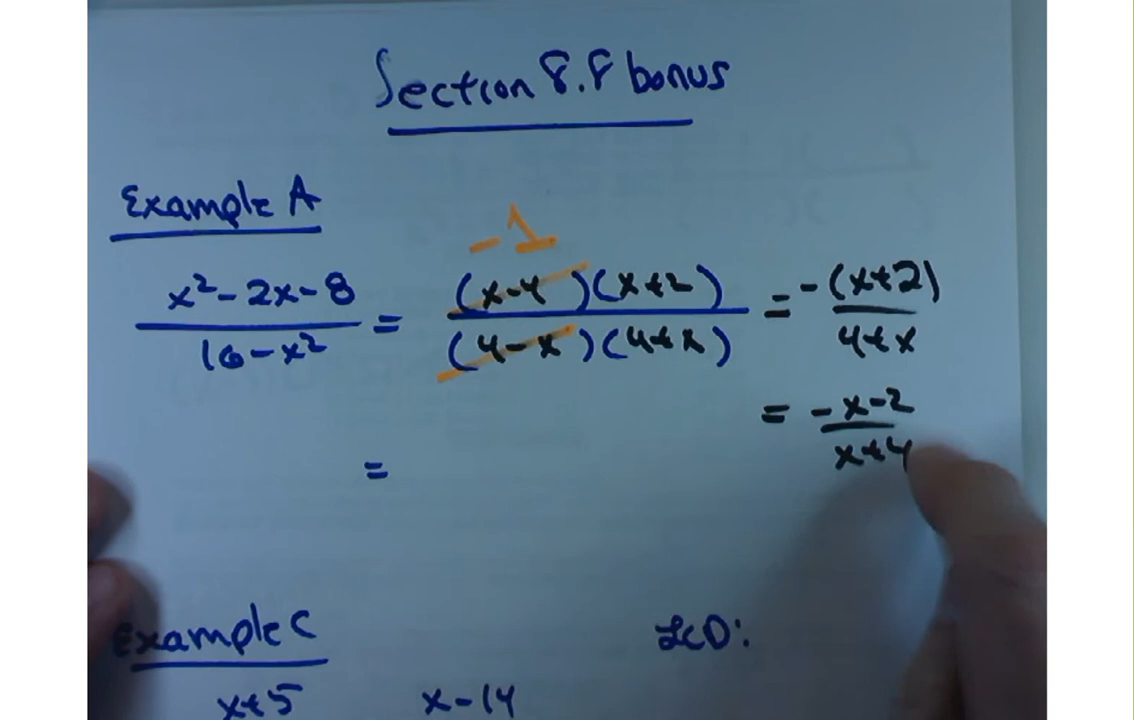 Section 8.8 bonus
Example A
-1
x²-2x-8 / 16-x² = (x-4)(x+2) / (4-x)(4+x) = -(x+2) / 4+x
= -x-2 / x+4
=
Example C LCD:
x+5 x-14